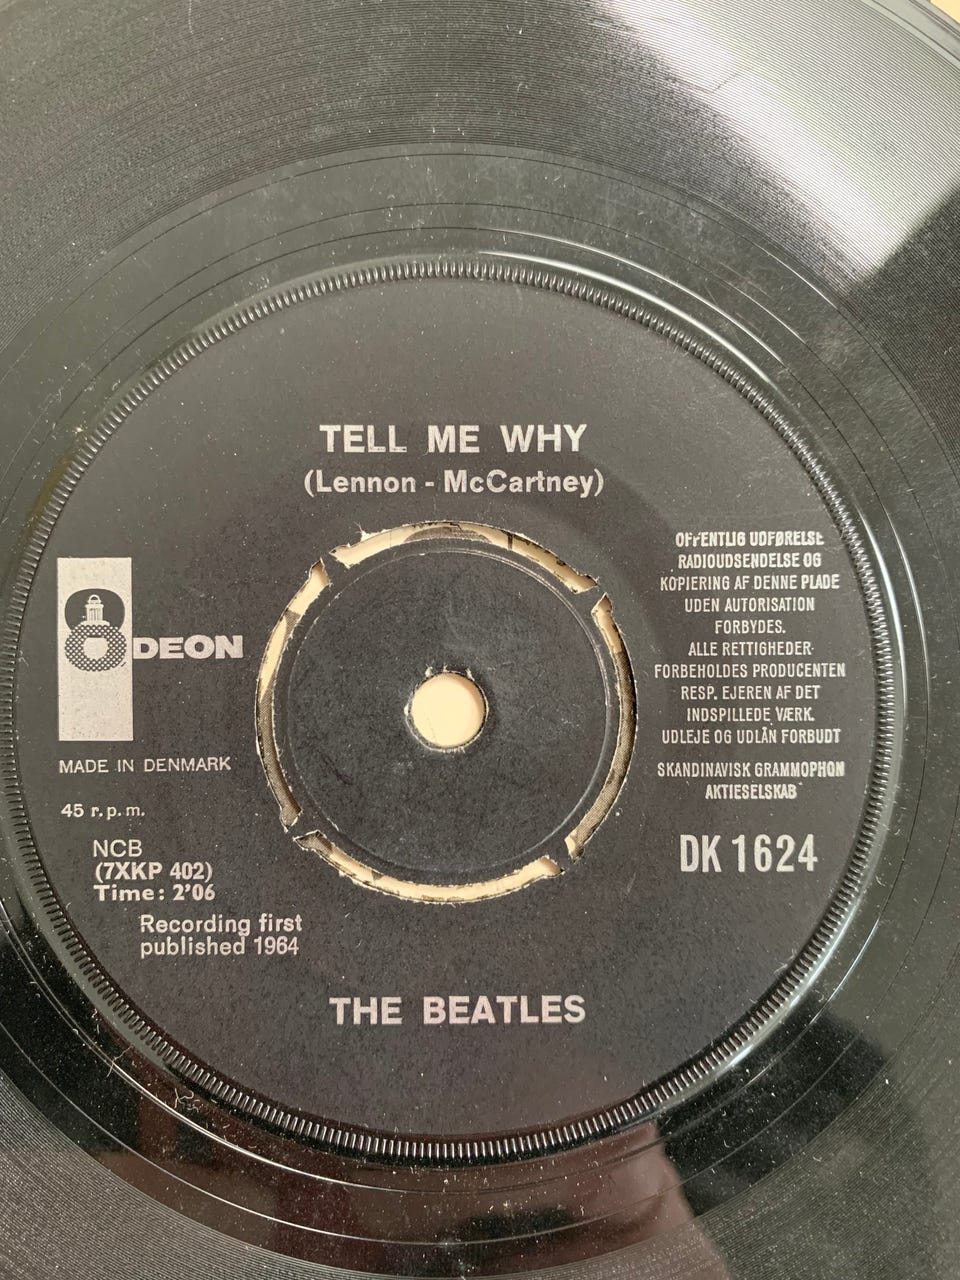 TELL ME WHY
(Lennon - McCartney)
ODEON
MADE IN DENMARK
45 r.p.m.
NCB
(7XKP 402)
Time: 2'06
Recording first
published 1964
OFFENTLIG UDFØRELSE
RADIOUDSENDELSE OG
KOPIERING AF DENNE PLADE
UDEN AUTORISATION
FORBYDES.
ALLE RETTIGHEDER
FORBEHOLDES PRODUCENTEN
RESP. EJEREN AF DET
INDSPILLEDE VÆRK.
UDLEJE OG UDLÅN FORBUDT
SKANDINAVISK GRAMMOPHON
AKTIESELSKAB
DK 1624
THE BEATLES